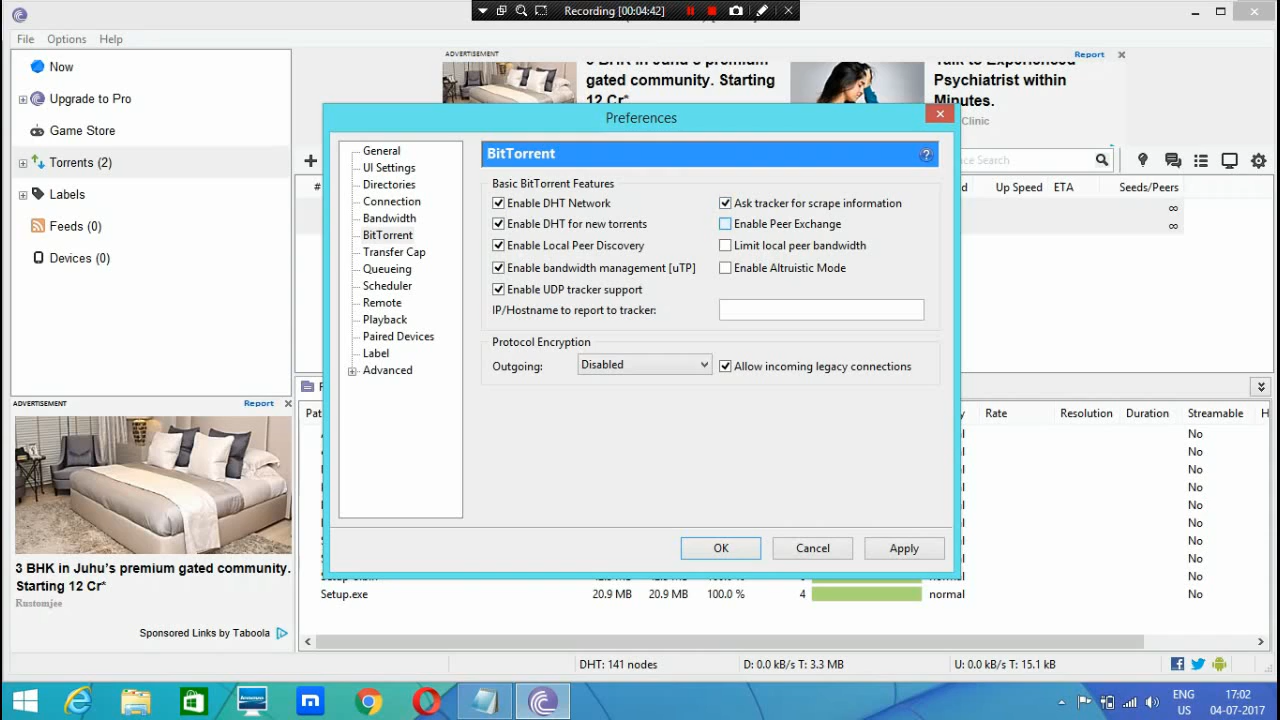 Recording [00:04:42]
File Options Help
Now
Upgrade to Pro
Game Store
Torrents (2)
Labels
Feeds (0)
Devices (0)
ADVERTISEMENT
Report
gated community. Starting
12 Cr*
Talk to Experienced
Psychiatrist within
Minutes.
Clinic
Preferences
General
UI Settings
Directories
Connection
Bandwidth
BitTorrent
Transfer Cap
Queueing
Scheduler
Remote
Playback
Paired Devices
Label
Advanced
BitTorrent
Basic BitTorrent Features
Enable DHT Network
Ask tracker for scrape information
Enable DHT for new torrents
Enable Peer Exchange
Enable Local Peer Discovery
Limit local peer bandwidth
Enable bandwidth management [uTP]
Enable Altruistic Mode
Enable UDP tracker support
IP/Hostname to report to tracker:
Protocol Encryption
Outgoing: Disabled
Allow incoming legacy connections
OK Cancel Apply
Search
# Up Speed ETA Seeds/Peers
∞
∞
Rate Resolution Duration Streamable
No
No
No
No
No
No
No
No
No
Setup.exe 20.9 MB 20.9 MB 100.0 % 4 normal No
ADVERTISEMENT
Report
3 BHK in Juhu's premium gated community.
Starting 12 Cr*
Rustomjee
Sponsored Links by Taboola
DHT: 141 nodes D: 0.0 kB/s T: 3.3 MB U: 0.0 kB/s T: 15.1 kB
ENG
US
17:02
04-07-2017